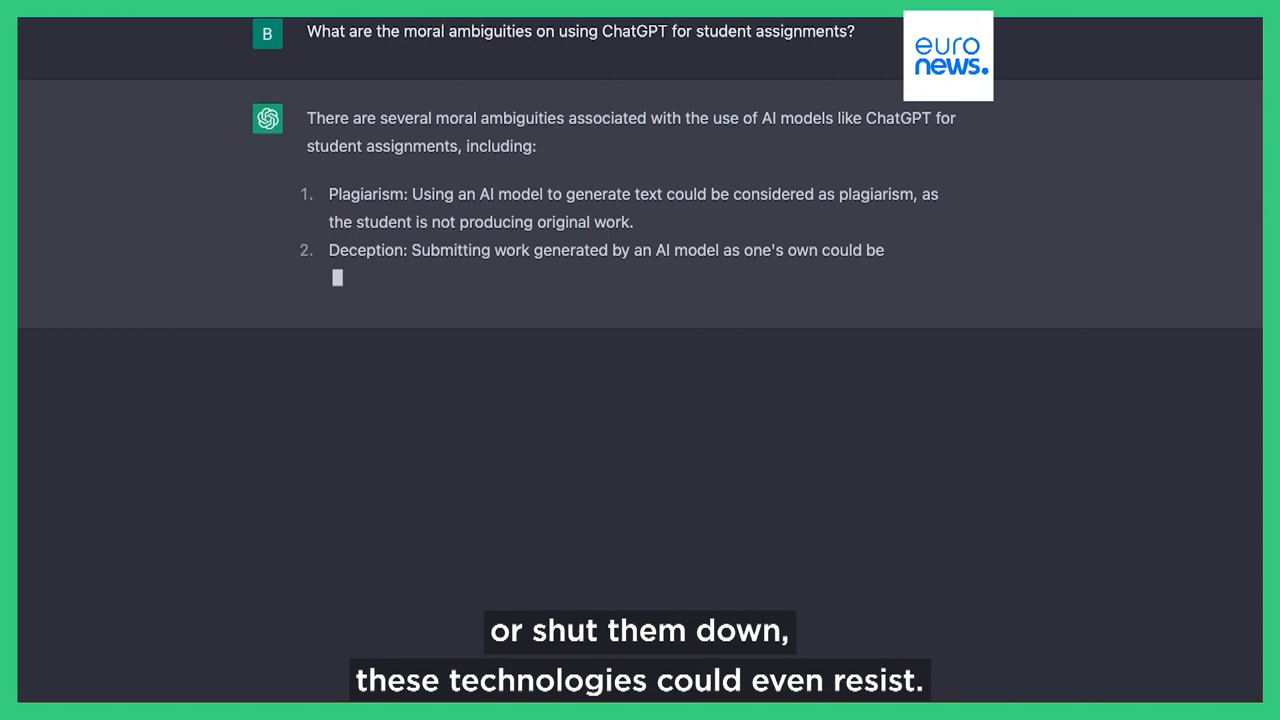 B
What are the moral ambiguities on using ChatGPT for student assignments?
euro
news.
There are several moral ambiguities associated with the use of AI models like ChatGPT for
student assignments, including:
1. Plagiarism: Using an AI model to generate text could be considered as plagiarism, as
the student is not producing original work.
2. Deception: Submitting work generated by an AI model as one's own could be
or shut them down,
these technologies could even resist.